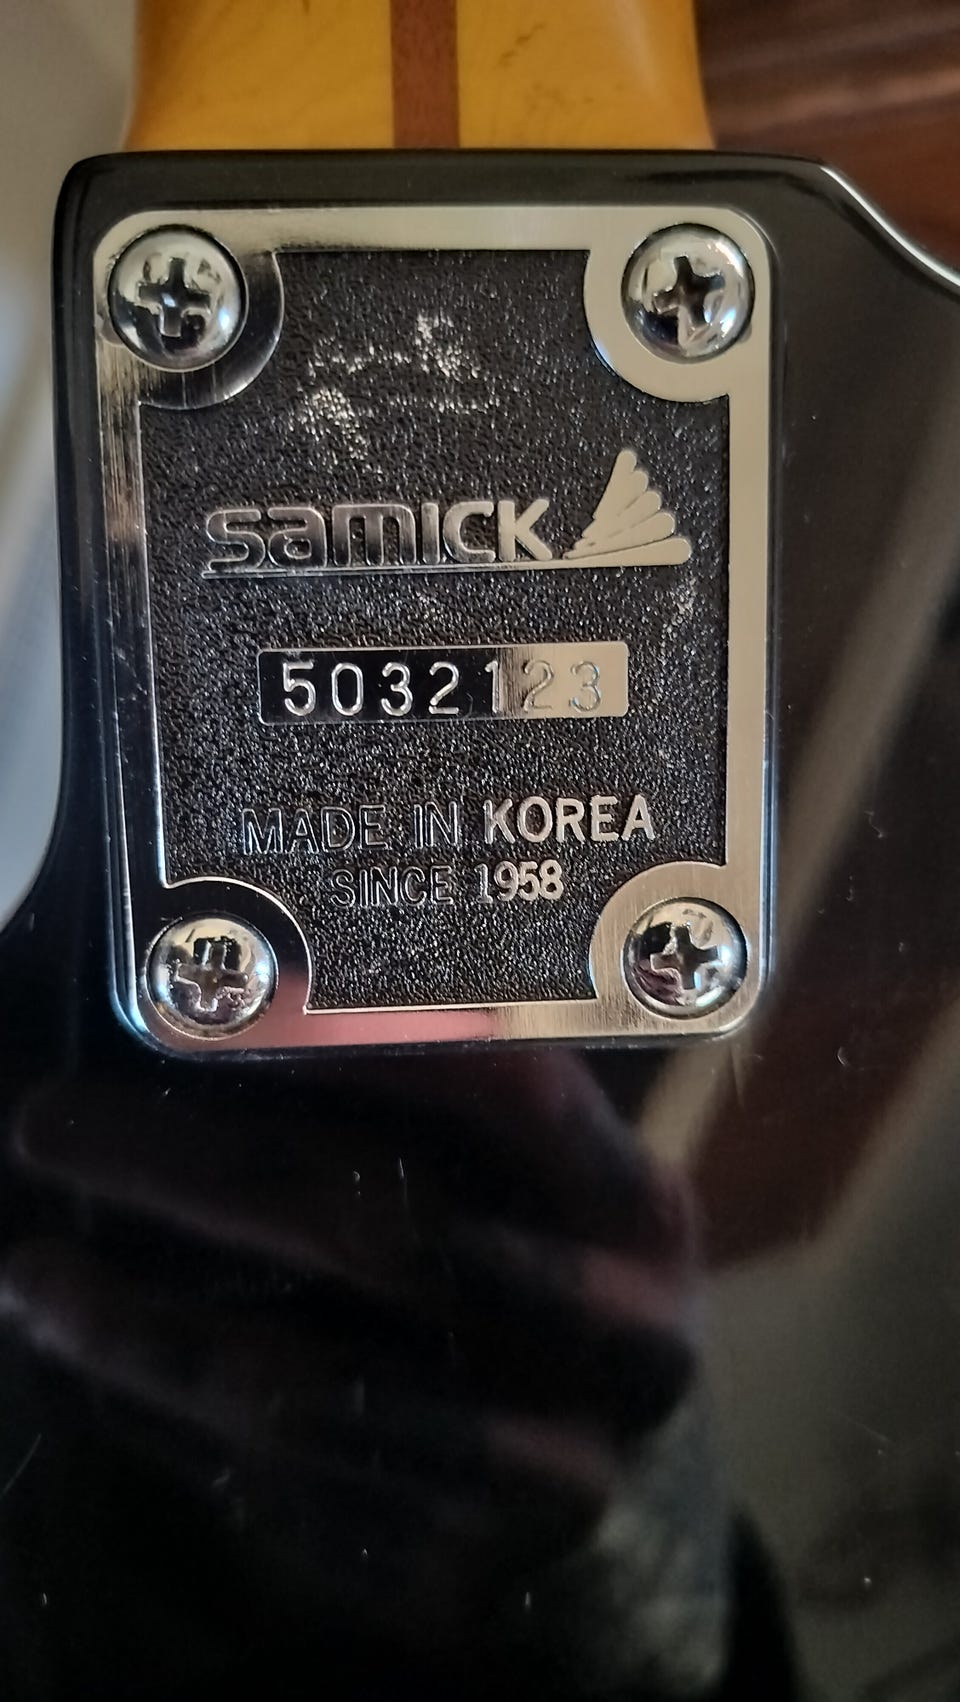 samick
5032123
MADE IN KOREA
SINCE 1958